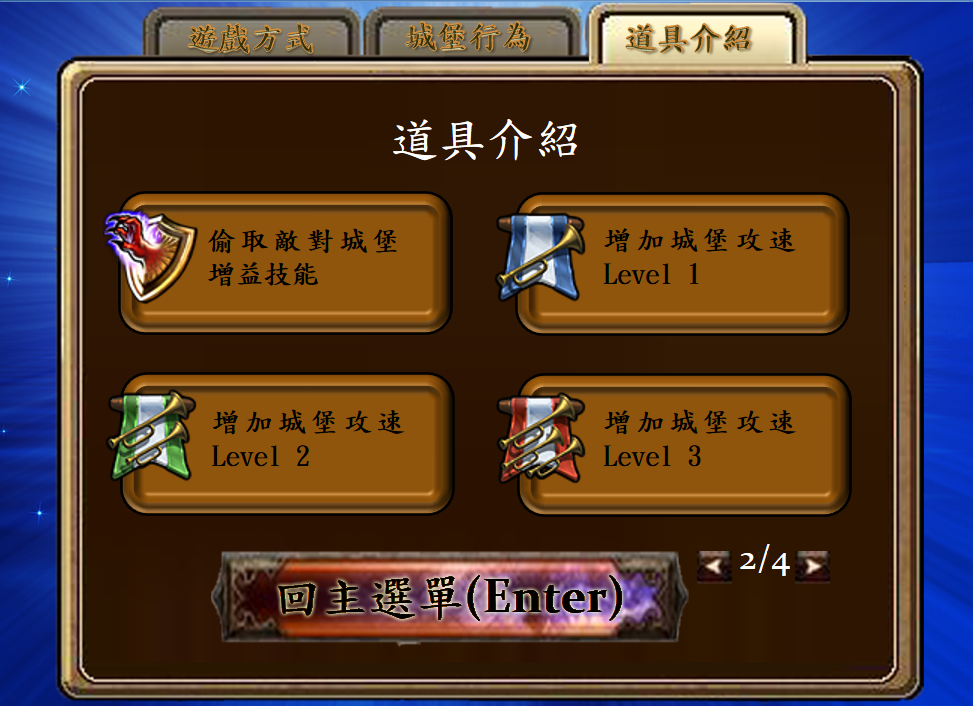 遊戲方式
城堡行為
道具介紹
道具介紹
偷取敵對城堡
增益技能
增加城堡攻速
Level 1
增加城堡攻速
Level 2
增加城堡攻速
Level 3
2/4
回主選單(Enter)